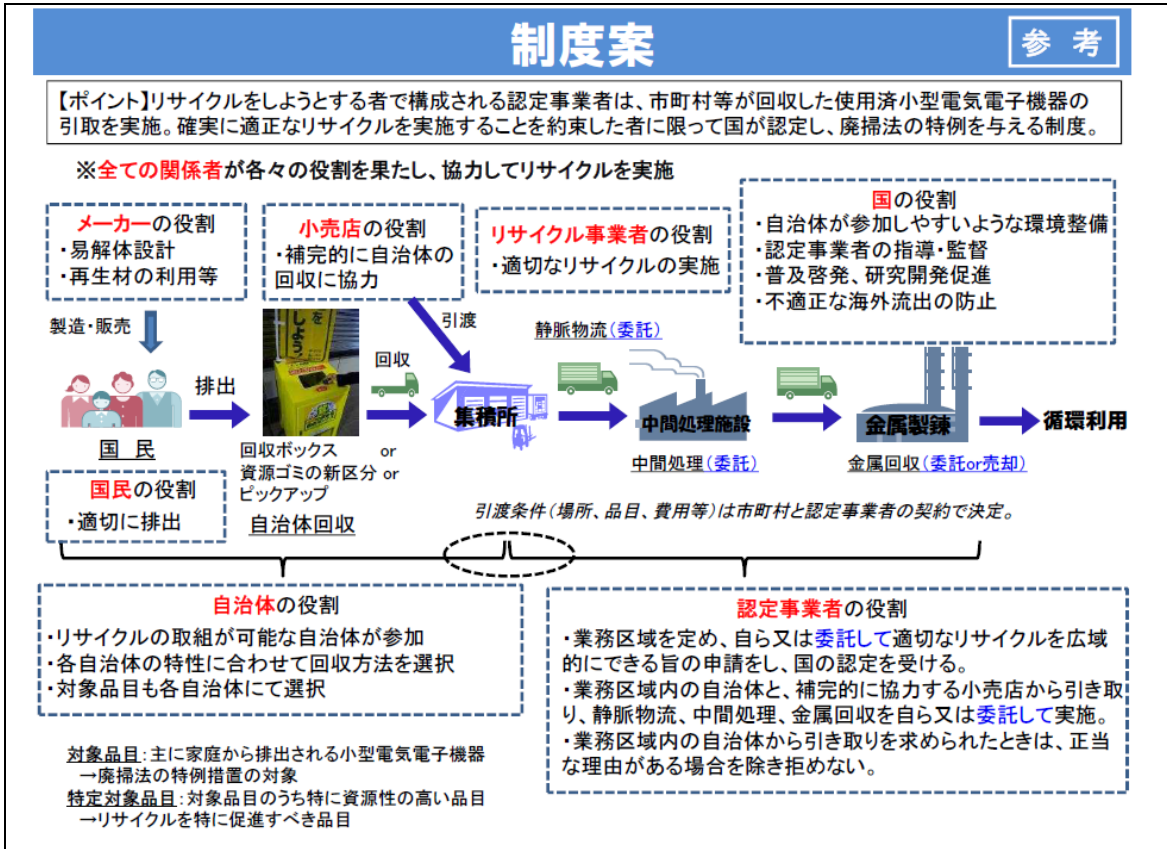 制度案
参 考
【ポイント】リサイクルをしようとする者で構成される認定事業者は、市町村等が回収した使用済小型電気電子機器の
引取を実施。確実に適正なリサイクルを実施することを約束した者に限って国が認定し、廃掃法の特例を与える制度。
※全ての関係者が各々の役割を果たし、協力してリサイクルを実施
メーカーの役割
・易解体設計
・再生材の利用等
小売店の役割
・補完的に自治体の
回収に協力
リサイクル事業者の役割
・適切なリサイクルの実施
国の役割
・自治体が参加しやすいような環境整備
・認定事業者の指導・監督
・普及啓発、研究開発促進
・不適正な海外流出の防止
製造・販売
引渡
静脈物流(委託)
排出
回収
集積所
中間処理施設
金属製錬
循環利用
国 民
回収ボックス or
資源ゴミの新区分 or
ピックアップ
自治体回収
中間処理(委託)
金属回収(委託or売却)
国民の役割
・適切に排出
引渡条件(場所、品目、費用等)は市町村と認定事業者の契約で決定。
自治体の役割
・リサイクルの取組が可能な自治体が参加
・各自治体の特性に合わせて回収方法を選択
・対象品目も各自治体にて選択
認定事業者の役割
・業務区域を定め、自ら又は委託して適切なリサイクルを広域
的にできる旨の申請をし、国の認定を受ける。
・業務区域内の自治体と、補完的に協力する小売店から引き取
り、静脈物流、中間処理、金属回収を自ら又は委託して実施。
・業務区域内の自治体から引き取りを求められたときは、正当
な理由がある場合を除き拒めない。
対象品目:主に家庭から排出される小型電気電子機器
→廃掃法の特例措置の対象
特定対象品目:対象品目のうち特に資源性の高い品目
→リサイクルを特に促進すべき品目